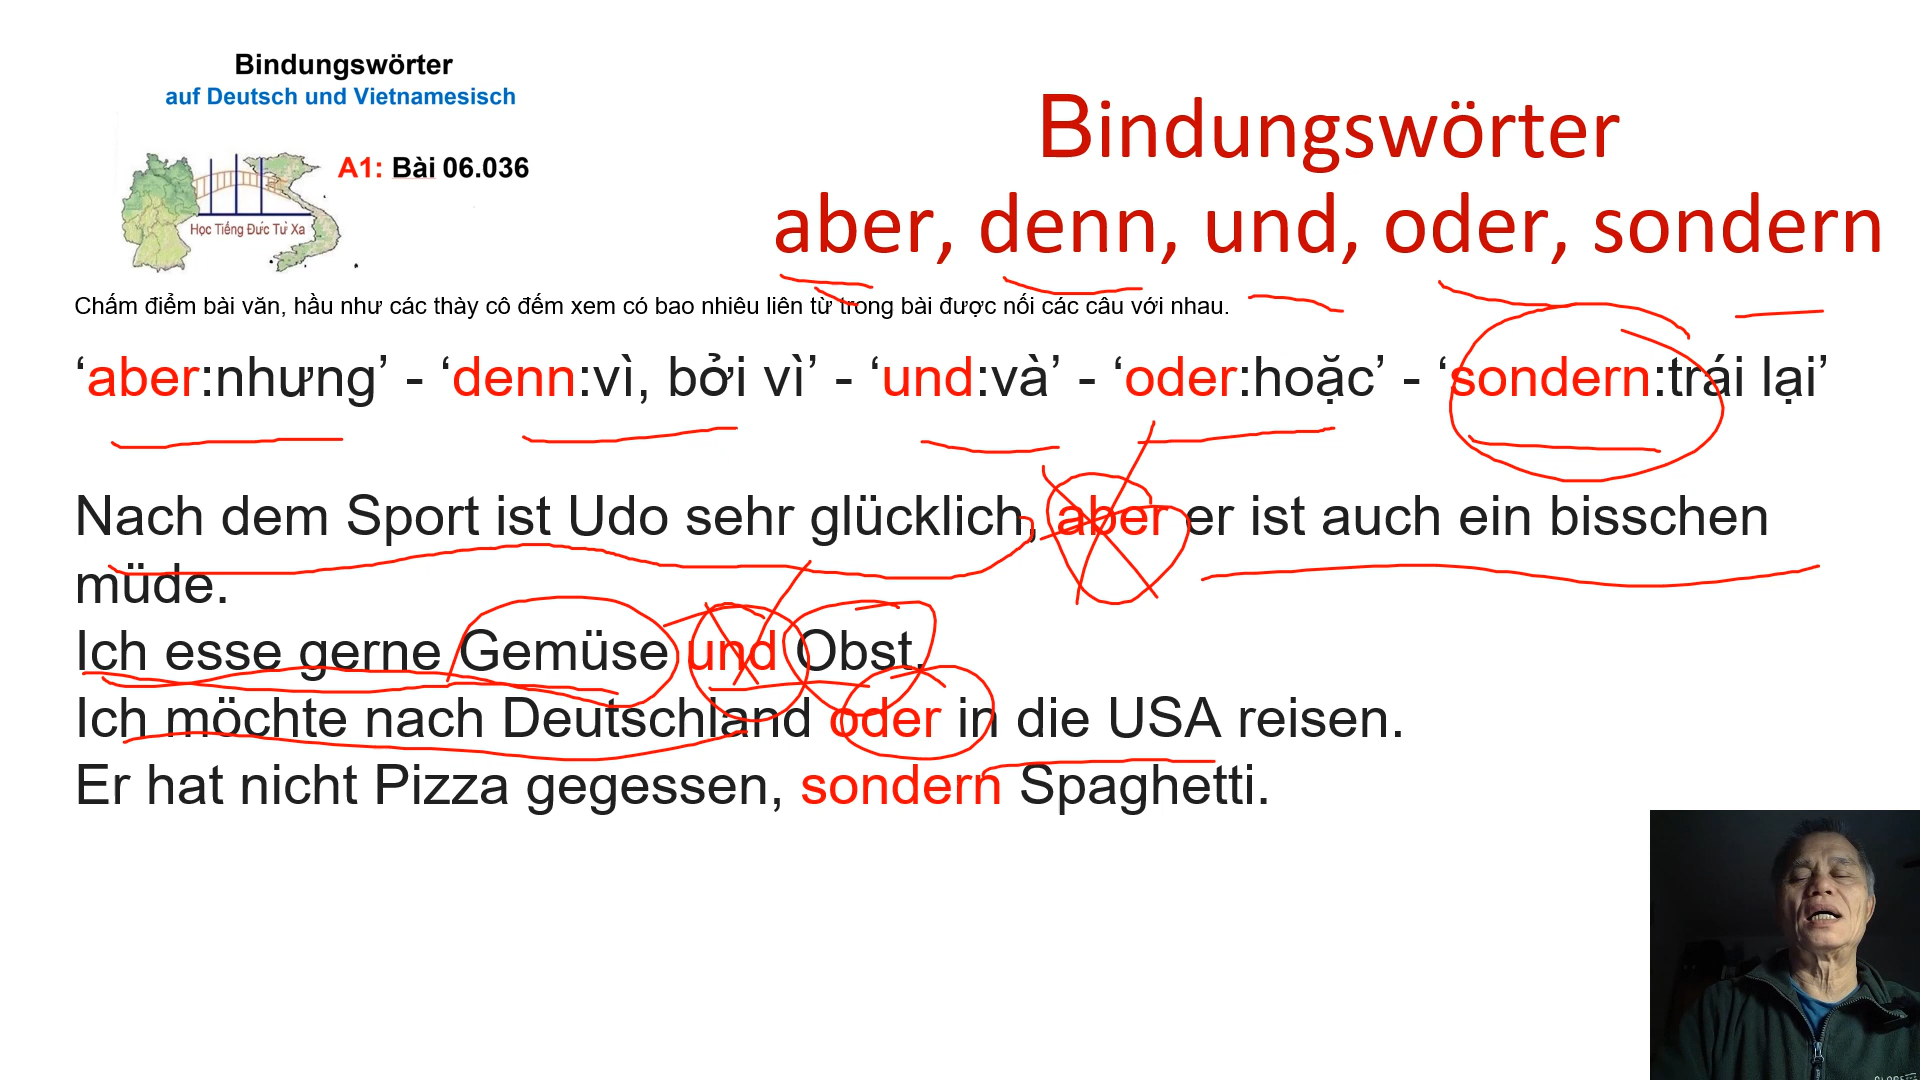 Bindungswörter
auf Deutsch und Vietnamesisch
A1: Bài 06.036
Học Tiếng Đức Từ Xa
Bindungswörter
aber, denn, und, oder, sondern
Chấm điểm bài văn, hầu như các thày cô đếm xem có bao nhiêu liên từ trong bài được nối các câu với nhau.
‘aber:nhưng’ - ‘denn:vì, bởi vì’ - ‘und:và’ - ‘oder:hoặc’ - ‘sondern:trái lại’
Nach dem Sport ist Udo sehr glücklich, aber er ist auch ein bisschen
müde.
Ich esse gerne Gemüse und Obst.
Ich möchte nach Deutschland oder in die USA reisen.
Er hat nicht Pizza gegessen, sondern Spaghetti.